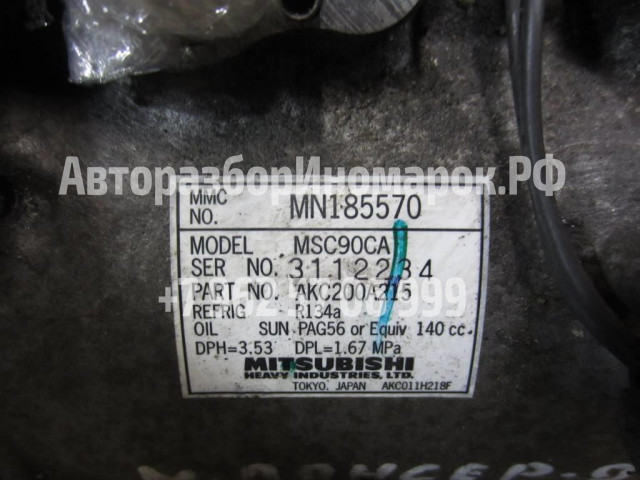 АвторазборИномарок.РФ
MMC
NO. MN185570
MODEL MSC90CA
SER NO. 3112234
PART NO. AKC200A215
REFRIG R134a
OIL SUN PAG56 or Equiv 140 cc.
DPH=3.53 DPL=1.67 MPa
MITSUBISHI
HEAVY INDUSTRIES, LTD.
TOKYO, JAPAN AKC011H218F